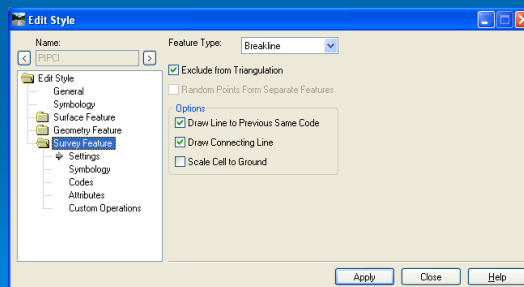 Edit Style
Name:
PIPCI
Feature Type: Breakline
Exclude from Triangulation
Random Points Form Separate Features
Options
Draw Line to Previous Same Code
Draw Connecting Line
Scale Cell to Ground
Edit Style
General
Symbology
Surface Feature
Geometry Feature
Survey Feature
Settings
Symbology
Codes
Attributes
Custom Operations
Apply Close Help